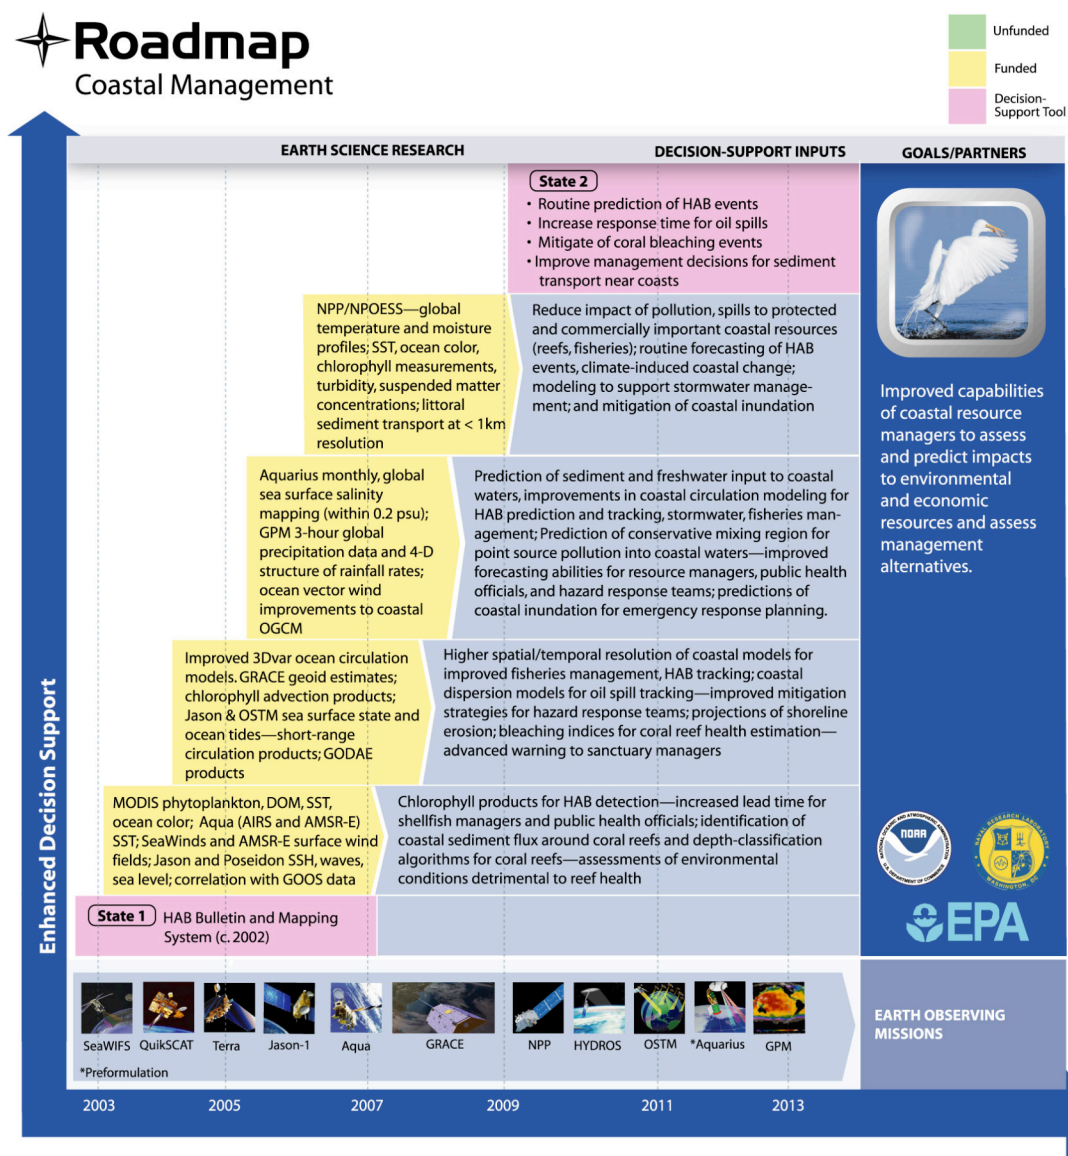 Roadmap
Coastal Management
Unfunded
Funded
Decision-
Support Tool
EARTH SCIENCE RESEARCH
DECISION-SUPPORT INPUTS
GOALS/PARTNERS
State 2
• Routine prediction of HAB events
• Increase response time for oil spills
• Mitigate of coral bleaching events
• Improve management decisions for sediment
transport near coasts
NPP/NPOESS—global
temperature and moisture
profiles; SST, ocean color,
chlorophyll measurements,
turbidity, suspended matter
concentrations; littoral
sediment transport at < 1km
resolution
Reduce impact of pollution, spills to protected
and commercially important coastal resources
(reefs, fisheries); routine forecasting of HAB
events, climate-induced coastal change;
modeling to support stormwater manage-
ment; and mitigation of coastal inundation
Improved capabilities
of coastal resource
managers to assess
and predict impacts
to environmental
and economic
resources and assess
management
alternatives.
Aquarius monthly, global
sea surface salinity
mapping (within 0.2 psu);
GPM 3-hour global
precipitation data and 4-D
structure of rainfall rates;
ocean vector wind
improvements to coastal
OGCM
Prediction of sediment and freshwater input to coastal
waters, improvements in coastal circulation modeling for
HAB prediction and tracking, stormwater, fisheries man-
agement; Prediction of conservative mixing region for
point source pollution into coastal waters—improved
forecasting abilities for resource managers, public health
officials, and hazard response teams; predictions of
coastal inundation for emergency response planning.
Improved 3Dvar ocean circulation
models. GRACE geoid estimates;
chlorophyll advection products;
Jason & OSTM sea surface state and
ocean tides—short-range
circulation products; GODAE
products
Higher spatial/temporal resolution of coastal models for
improved fisheries management, HAB tracking; coastal
dispersion models for oil spill tracking—improved mitigation
strategies for hazard response teams; projections of shoreline
erosion; bleaching indices for coral reef health estimation—
advanced warning to sanctuary managers
MODIS phytoplankton, DOM, SST,
ocean color; Aqua (AIRS and AMSR-E)
SST; SeaWinds and AMSR-E surface wind
fields; Jason and Poseidon SSH, waves,
sea level; correlation with GOOS data
Chlorophyll products for HAB detection—increased lead time for
shellfish managers and public health officials; identification of
coastal sediment flux around coral reefs and depth-classification
algorithms for coral reefs—assessments of environmental
conditions detrimental to reef health
State 1
HAB Bulletin and Mapping
System (c. 2002)
Enhanced Decision Support
NATIONAL OCEANIC AND ATMOSPHERIC ADMINISTRATION
NOAA
U.S. DEPARTMENT OF COMMERCE
NAVAL RESEARCH LABORATORY
WASHINGTON, DC
EPA
SeaWIFS QuikSCAT Terra Jason-1 Aqua GRACE NPP HYDROS OSTM *Aquarius GPM
*Preformulation
EARTH OBSERVING
MISSIONS
2003 2005 2007 2009 2011 2013